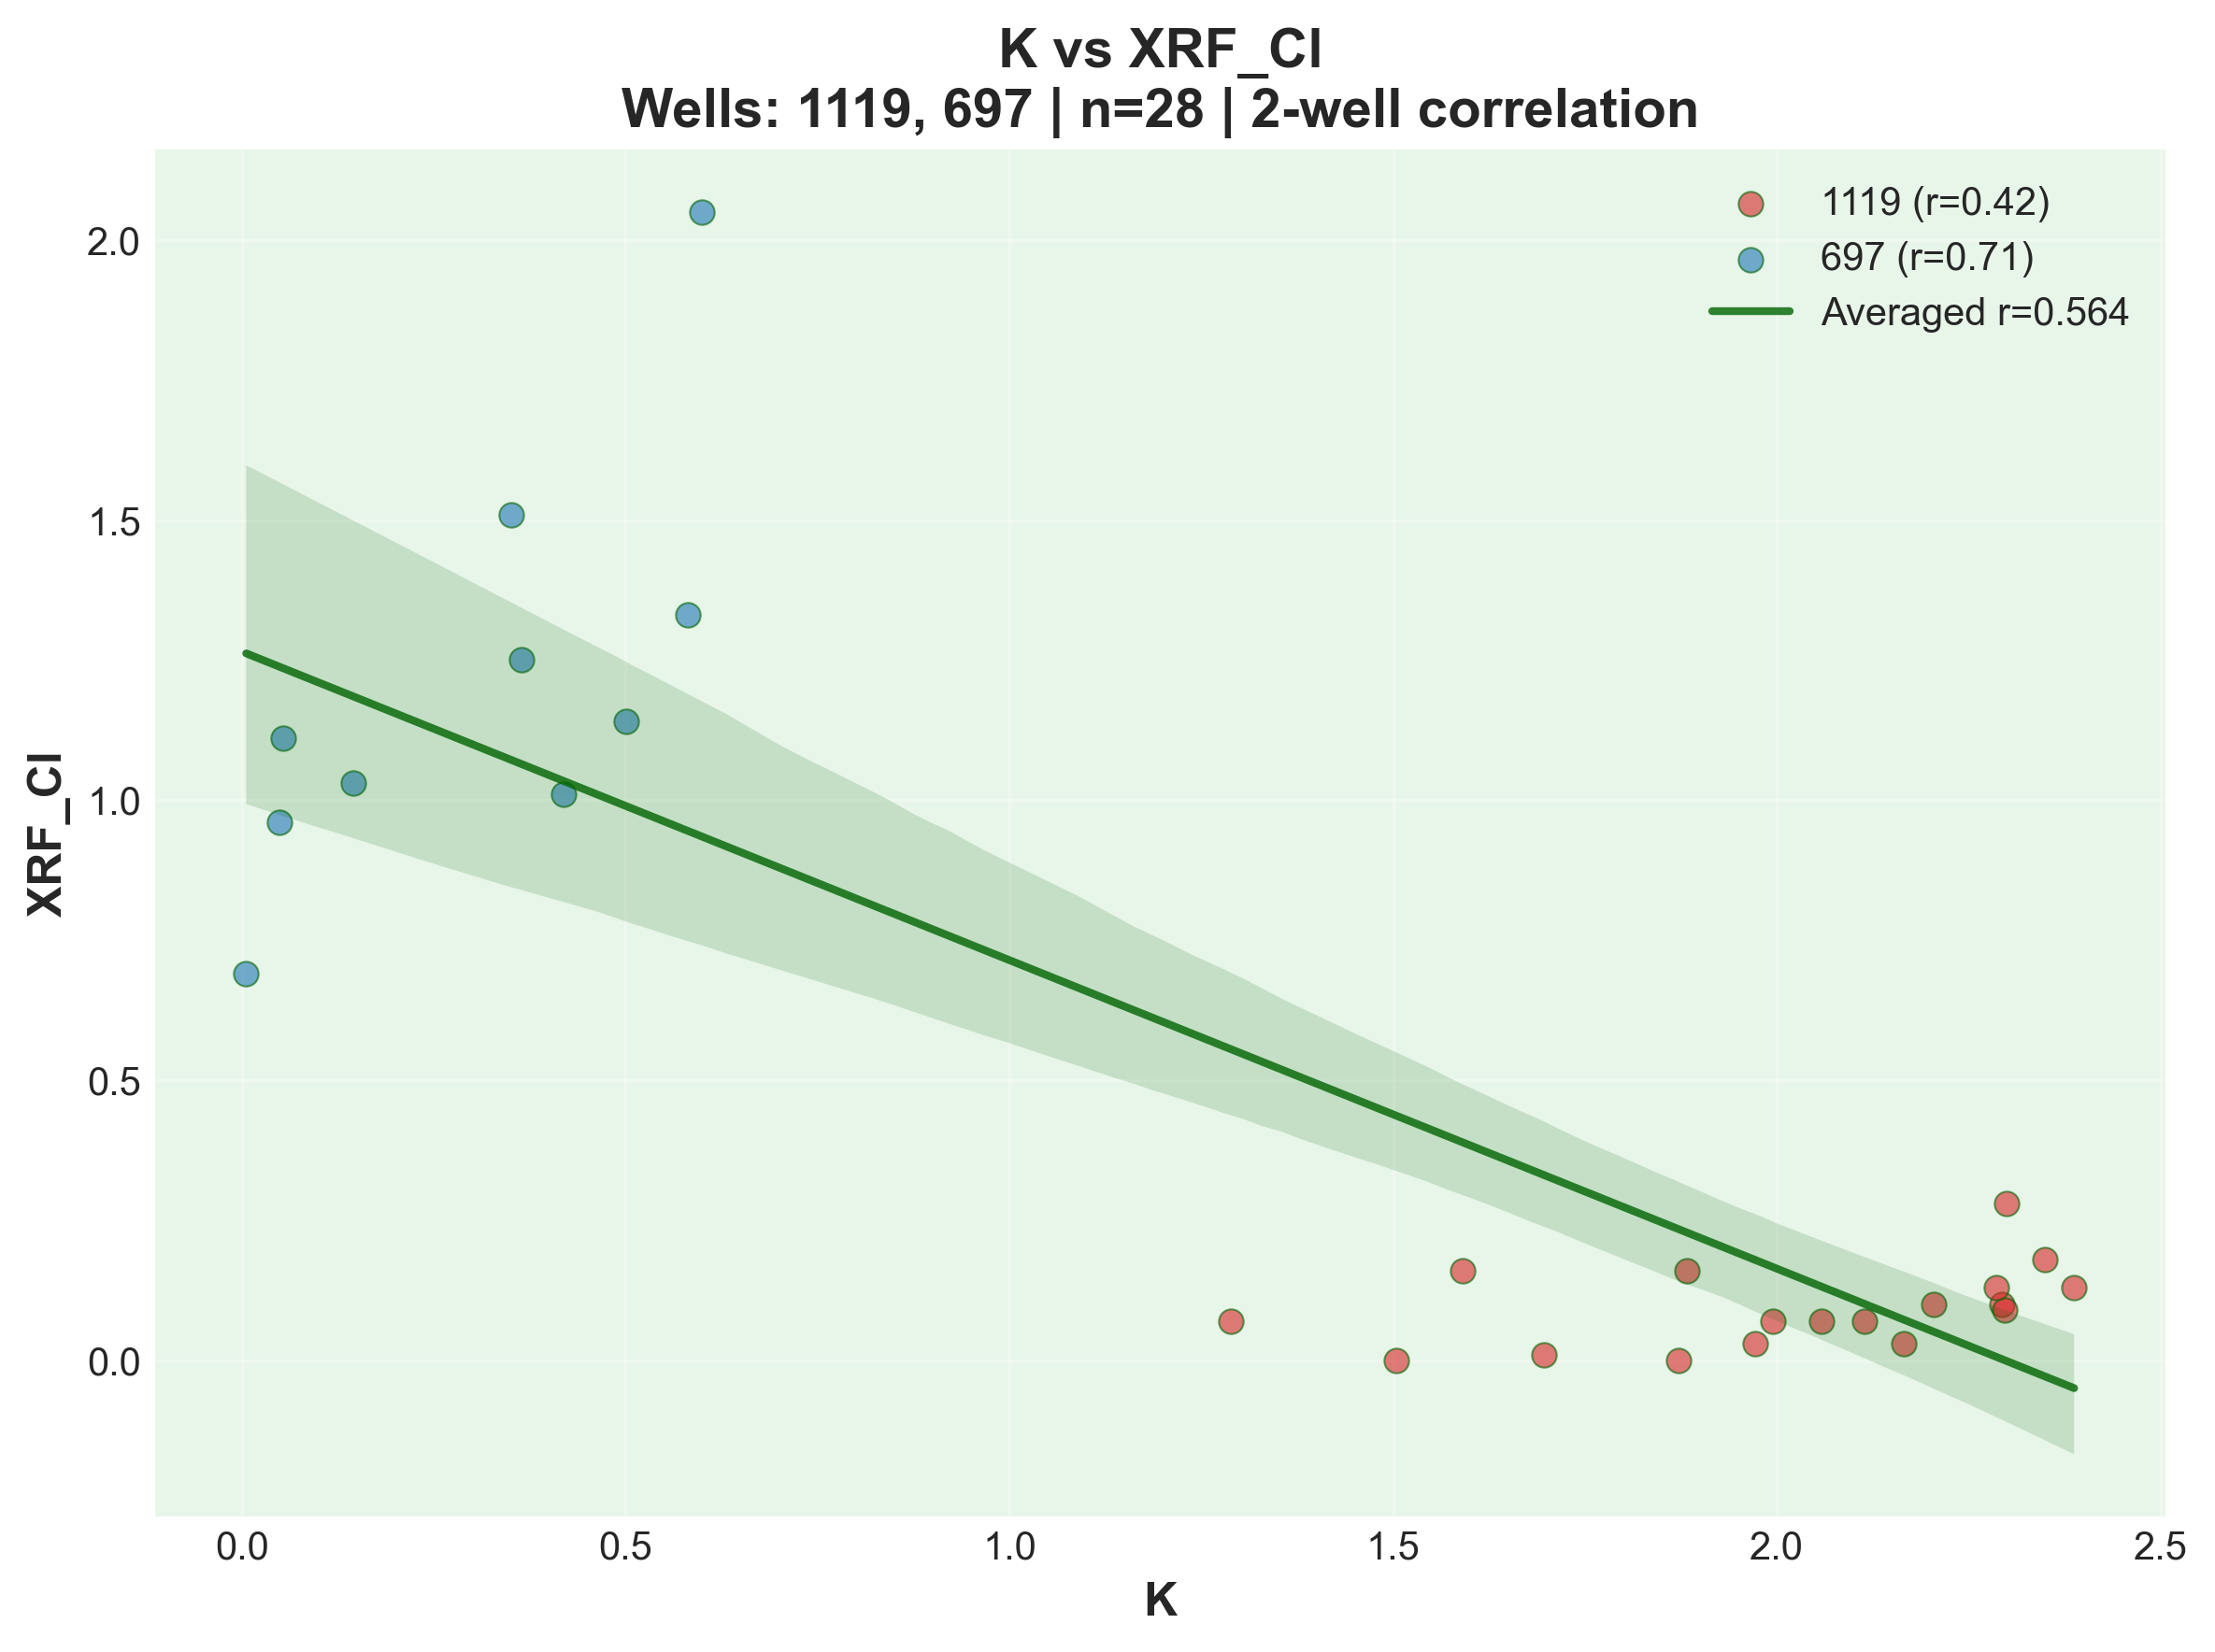 K vs XRF_Cl
Wells: 1119, 697 | n=28 | 2-well correlation
1119 (r=0.42)
697 (r=0.71)
Averaged r=0.564
XRF_Cl
2.0
1.5
1.0
0.5
0.0
0.0
0.5
1.0
1.5
2.0
2.5
K